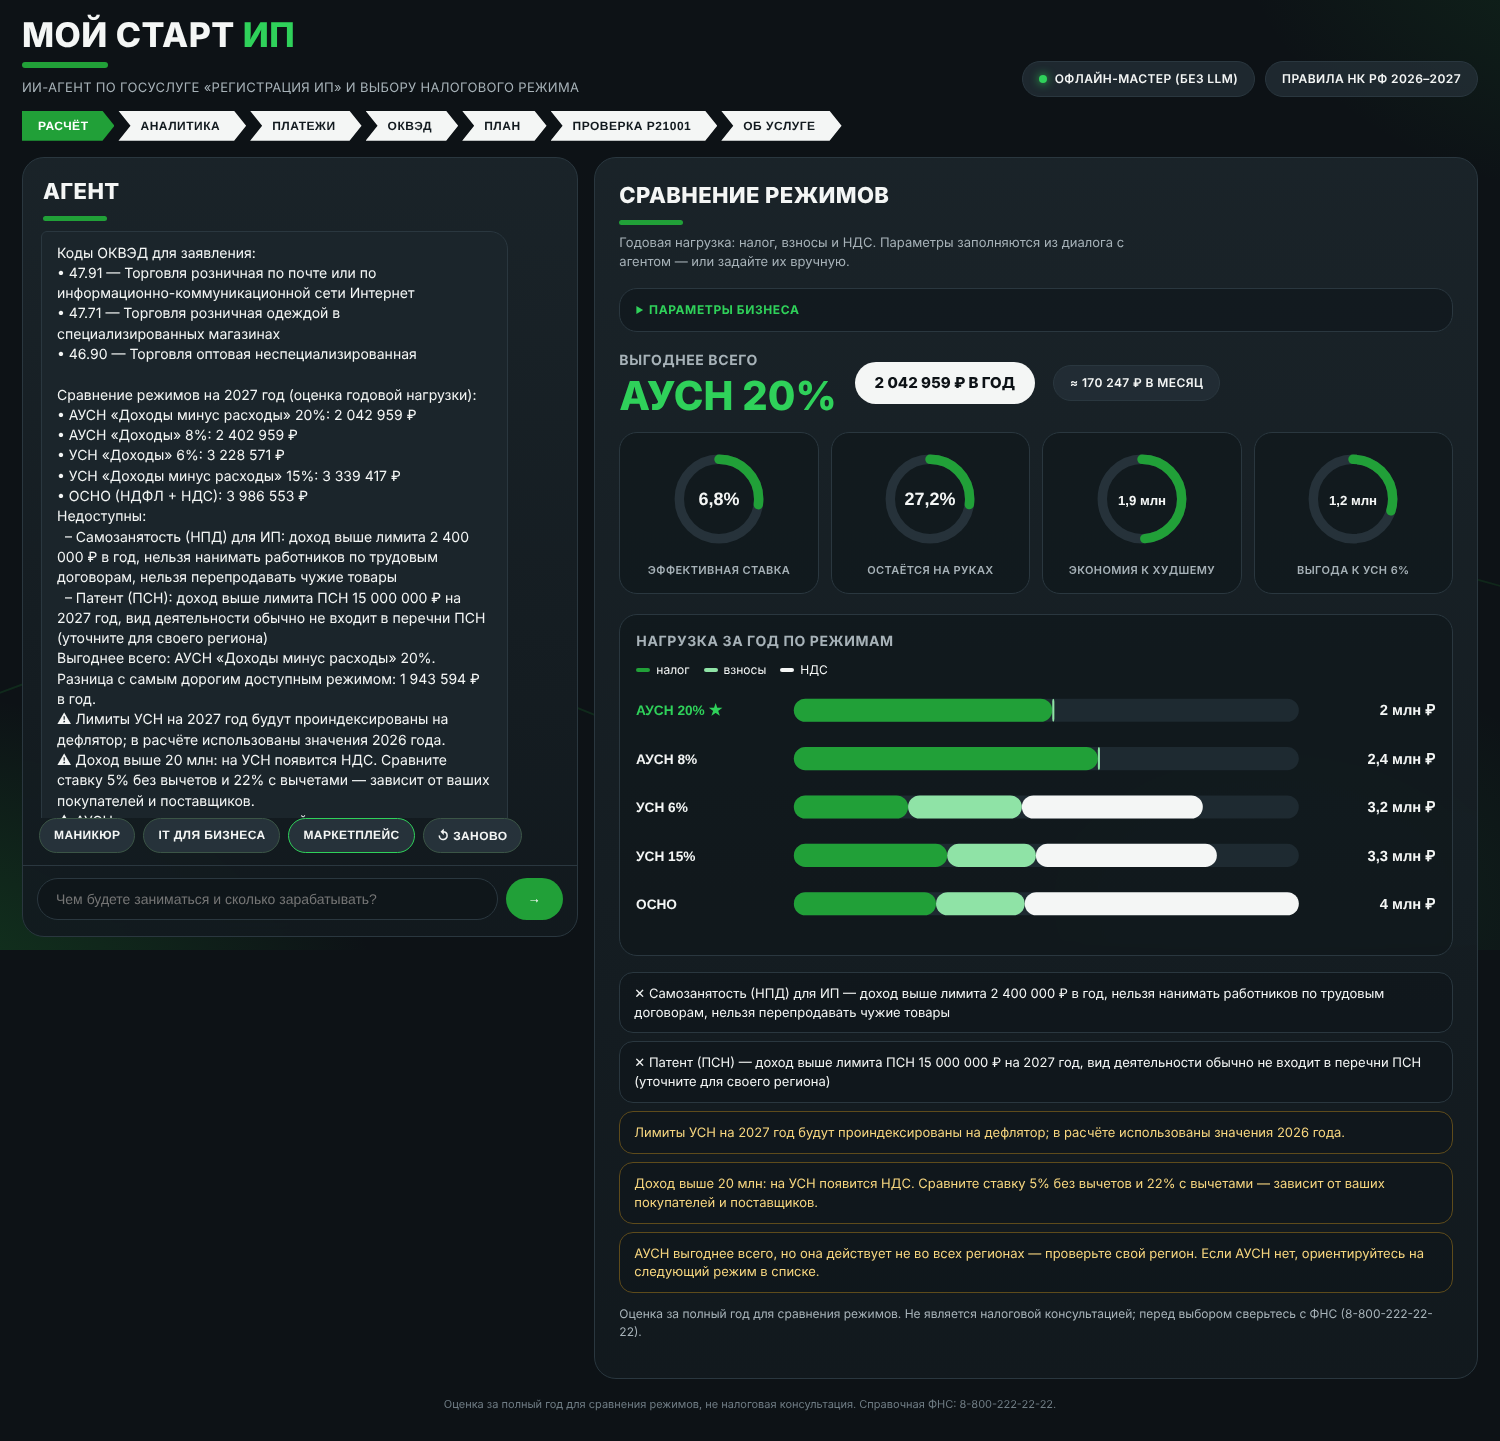 МОЙ СТАРТ ИП
ИИ-АГЕНТ ПО ГОСУСЛУГЕ «РЕГИСТРАЦИЯ ИП» И ВЫБОРУ НАЛОГОВОГО РЕЖИМА
ОФЛАЙН-МАСТЕР (БЕЗ LLM)
ПРАВИЛА НК РФ 2026–2027
РАСЧЁТ
АНАЛИТИКА
ПЛАТЕЖИ
ОКВЭД
ПЛАН
ПРОВЕРКА Р21001
ОБ УСЛУГЕ
АГЕНТ
Коды ОКВЭД для заявления:
• 47.91 — Торговля розничная по почте или по
информационно-коммуникационной сети Интернет
• 47.71 — Торговля розничная одеждой в
специализированных магазинах
• 46.90 — Торговля оптовая неспециализированная
Сравнение режимов на 2027 год (оценка годовой нагрузки):
• АУСН «Доходы минус расходы» 20%: 2 042 959 ₽
• АУСН «Доходы» 8%: 2 402 959 ₽
• УСН «Доходы» 6%: 3 228 571 ₽
• УСН «Доходы минус расходы» 15%: 3 339 417 ₽
• ОСНО (НДФЛ + НДС): 3 986 553 ₽
Недоступны:
– Самозанятость (НПД) для ИП: доход выше лимита 2 400
000 ₽ в год, нельзя нанимать работников по трудовым
договорам, нельзя перепродавать чужие товары
– Патент (ПСН): доход выше лимита ПСН 15 000 000 ₽ на
2027 год, вид деятельности обычно не входит в перечни ПСН
(уточните для своего региона)
Выгоднее всего: АУСН «Доходы минус расходы» 20%.
Разница с самым дорогим доступным режимом: 1 943 594 ₽
в год.
⚠ Лимиты УСН на 2027 год будут проиндексированы на
дефлятор; в расчёте использованы значения 2026 года.
⚠ Доход выше 20 млн: на УСН появится НДС. Сравните
ставку 5% без вычетов и 22% с вычетами — зависит от ваших
покупателей и поставщиков.
МАНИКЮР
IT ДЛЯ БИЗНЕСА
МАРКЕТПЛЕЙС
↺ ЗАНОВО
Чем будете заниматься и сколько зарабатывать?
→
СРАВНЕНИЕ РЕЖИМОВ
Годовая нагрузка: налог, взносы и НДС. Параметры заполняются из диалога с
агентом — или задайте их вручную.
▸ ПАРАМЕТРЫ БИЗНЕСА
ВЫГОДНЕЕ ВСЕГО
АУСН 20%
2 042 959 ₽ В ГОД
≈ 170 247 ₽ В МЕСЯЦ
6,8%
ЭФФЕКТИВНАЯ СТАВКА
27,2%
ОСТАЁТСЯ НА РУКАХ
1,9 млн
ЭКОНОМИЯ К ХУДШЕМУ
1,2 млн
ВЫГОДА К УСН 6%
НАГРУЗКА ЗА ГОД ПО РЕЖИМАМ
налог
взносы
НДС
АУСН 20% ★ 2 млн ₽
АУСН 8% 2,4 млн ₽
УСН 6% 3,2 млн ₽
УСН 15% 3,3 млн ₽
ОСНО 4 млн ₽
✕ Самозанятость (НПД) для ИП — доход выше лимита 2 400 000 ₽ в год, нельзя нанимать работников по трудовым
договорам, нельзя перепродавать чужие товары
✕ Патент (ПСН) — доход выше лимита ПСН 15 000 000 ₽ на 2027 год, вид деятельности обычно не входит в перечни ПСН
(уточните для своего региона)
Лимиты УСН на 2027 год будут проиндексированы на дефлятор; в расчёте использованы значения 2026 года.
Доход выше 20 млн: на УСН появится НДС. Сравните ставку 5% без вычетов и 22% с вычетами — зависит от ваших
покупателей и поставщиков.
АУСН выгоднее всего, но она действует не во всех регионах — проверьте свой регион. Если АУСН нет, ориентируйтесь на
следующий режим в списке.
Оценка за полный год для сравнения режимов. Не является налоговой консультацией; перед выбором сверьтесь с ФНС (8-800-222-22-
22).
Оценка за полный год для сравнения режимов, не налоговая консультация. Справочная ФНС: 8-800-222-22-22.